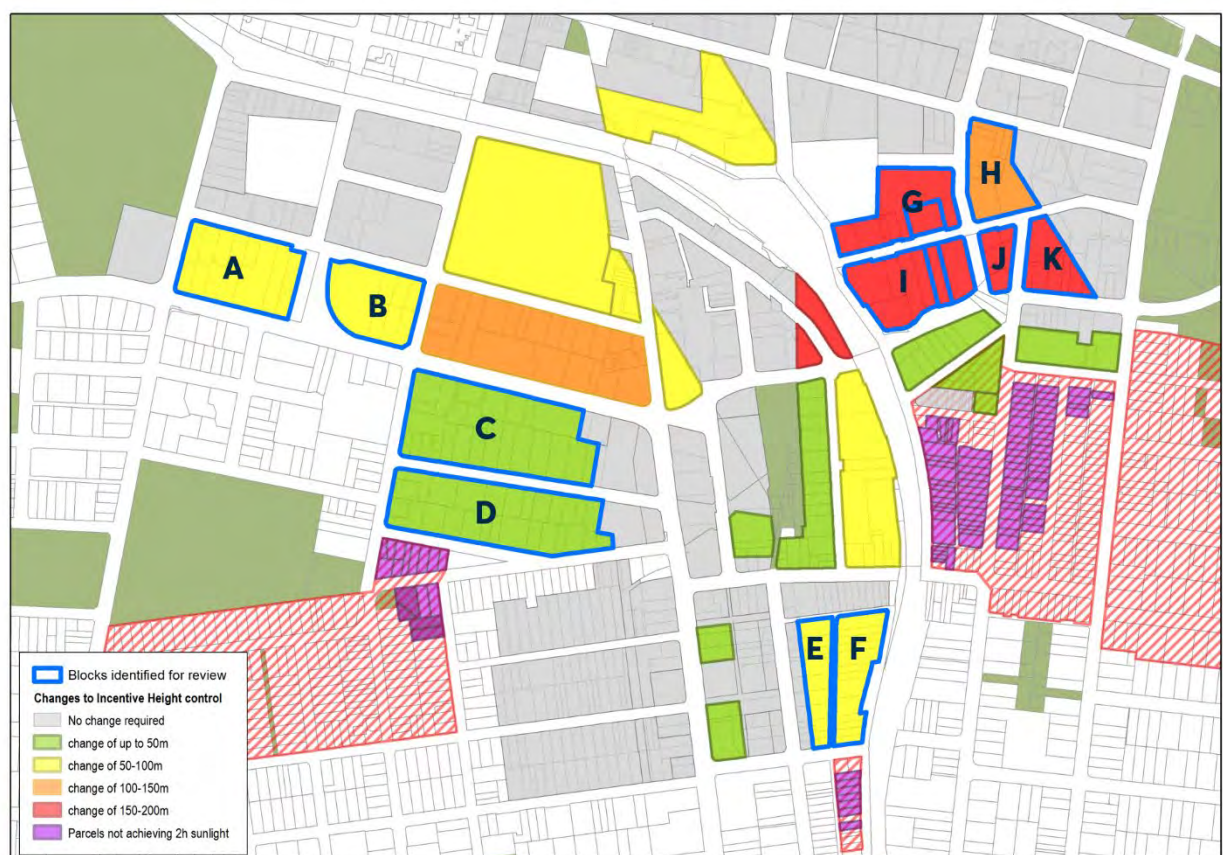 H
G
A
K
J
I
B
C
D
E
F
Blocks identified for review
Changes to Incentive Height control
No change required
change of up to 50m
change of 50-100m
change of 100-150m
change of 150-200m
Parcels not achieving 2h sunlight